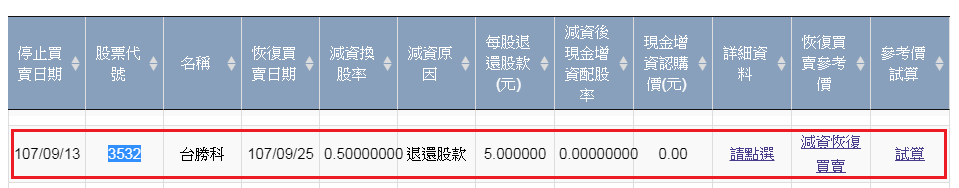 停止買
賣日期
股票代
號
名稱
恢復買
賣日期
減資換
股率
減資原
因
每股退
還股款
(元)
減資後
現金增
資配股
率
現金增
資認購
價(元)
詳細資
料
恢復買
賣參考
價
參考價
試算
107/09/13
3532
台勝科
107/09/25
0.50000000
退還股款
5.000000
0.00000000
0.00
請點選
減資恢復
買賣
試算